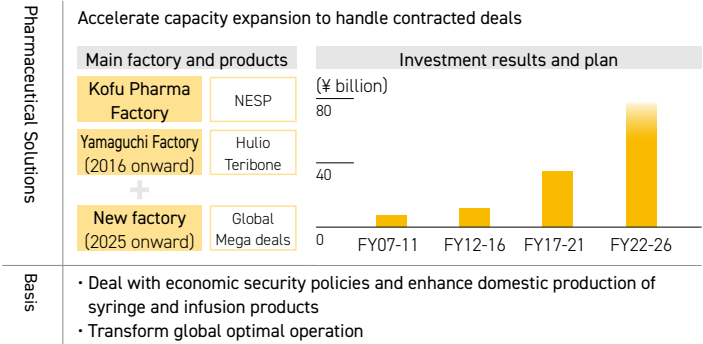 Pharmaceutical Solutions
Accelerate capacity expansion to handle contracted deals
Main factory and products
Kofu Pharma
Factory
NESP
Yamaguchi Factory
(2016 onward)
Hulio
Teribone
+
New factory
(2025 onward)
Global
Mega deals
Investment results and plan
(¥ billion)
80
40
0
FY07-11
FY12-16
FY17-21
FY22-26
Basis
・Deal with economic security policies and enhance domestic production of
syringe and infusion products
・Transform global optimal operation